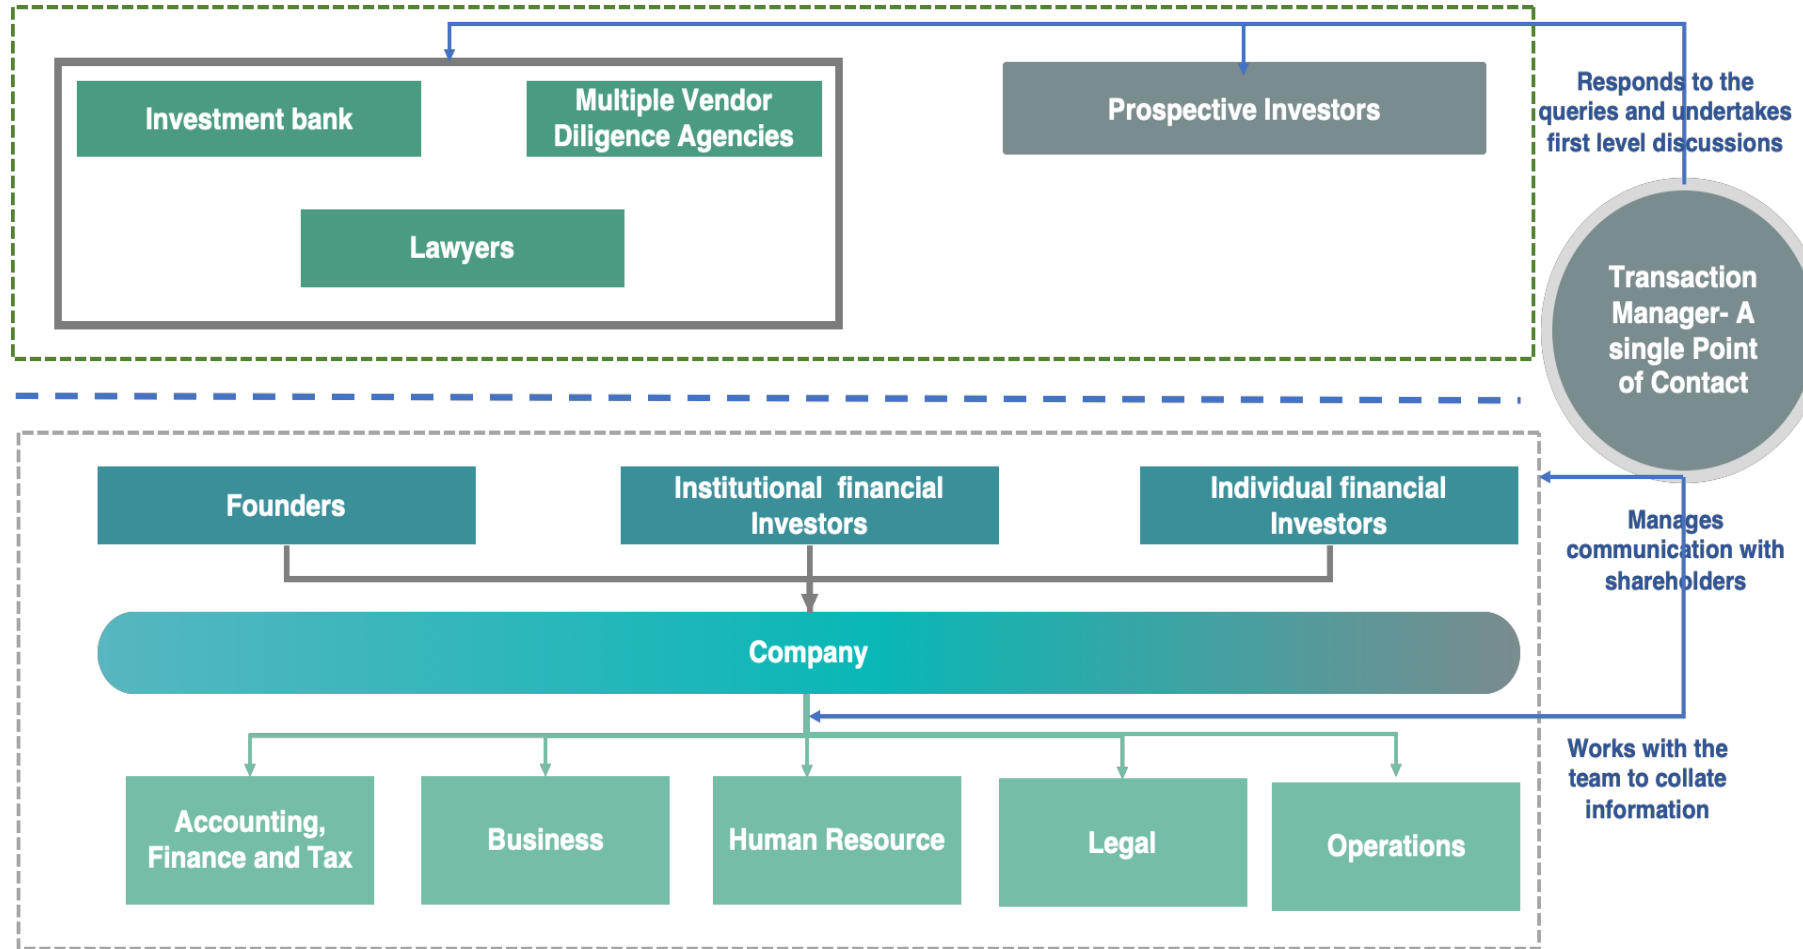 Investment bank
Multiple Vendor
Diligence Agencies
Lawyers
Prospective Investors
Responds to the
queries and undertakes
first level discussions
Transaction
Manager- A
single Point
of Contact
Founders
Institutional  financial
Investors
Individual financial
Investors
Manages
communication with
shareholders
Company
Works with the
team to collate
information
Accounting,
Finance and Tax
Business
Human Resource
Legal
Operations